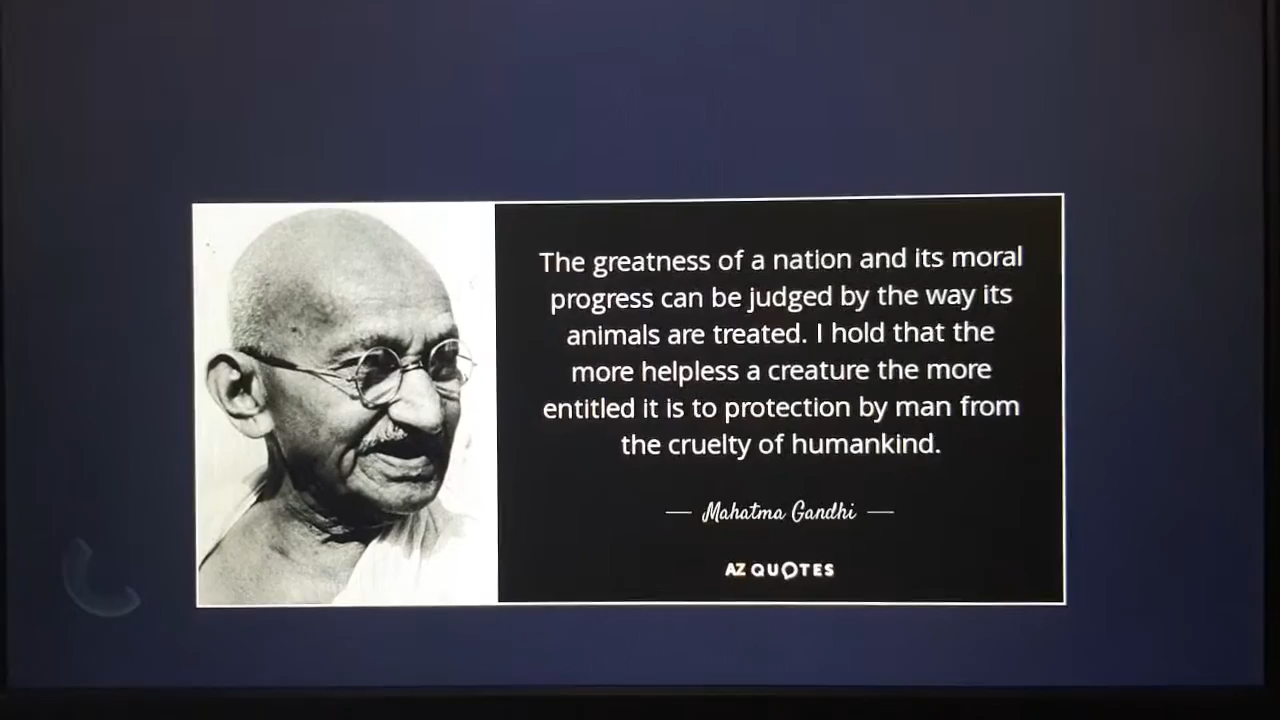 The greatness of a nation and its moral
progress can be judged by the way its
animals are treated. I hold that the
more helpless a creature the more
entitled it is to protection by man from
the cruelty of humankind.
— Mahatma Gandhi —
AZ QUOTES